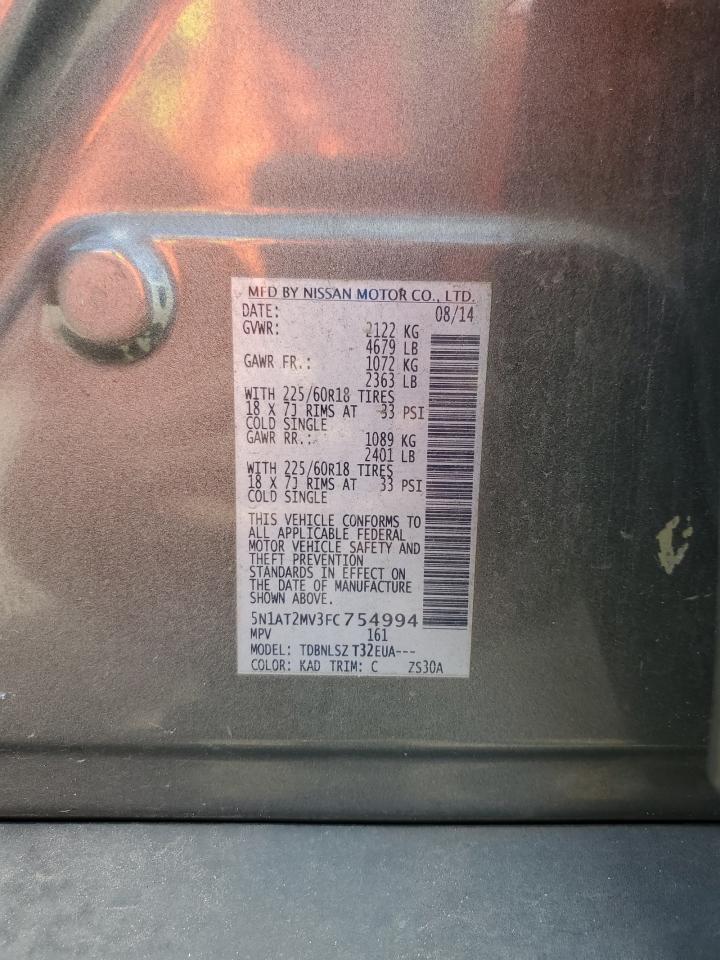 MFD BY NISSAN MOTOR CO., LTD.
DATE: 08/14
GVWR: 2122 KG
4679 LB
GAWR FR.: 1072 KG
2363 LB
WITH 225/60R18 TIRES
18 X 7J RIMS AT 33 PSI
COLD SINGLE
GAWR RR.: 1089 KG
2401 LB
WITH 225/60R18 TIRES
18 X 7J RIMS AT 33 PSI
COLD SINGLE
THIS VEHICLE CONFORMS TO
ALL APPLICABLE FEDERAL
MOTOR VEHICLE SAFETY AND
THEFT PREVENTION
STANDARDS IN EFFECT ON
THE DATE OF MANUFACTURE
SHOWN ABOVE.
5N1AT2MV3FC754994
MPV 161
MODEL: TDBNLSZ T32EUA---
COLOR: KAD TRIM: C ZS30A